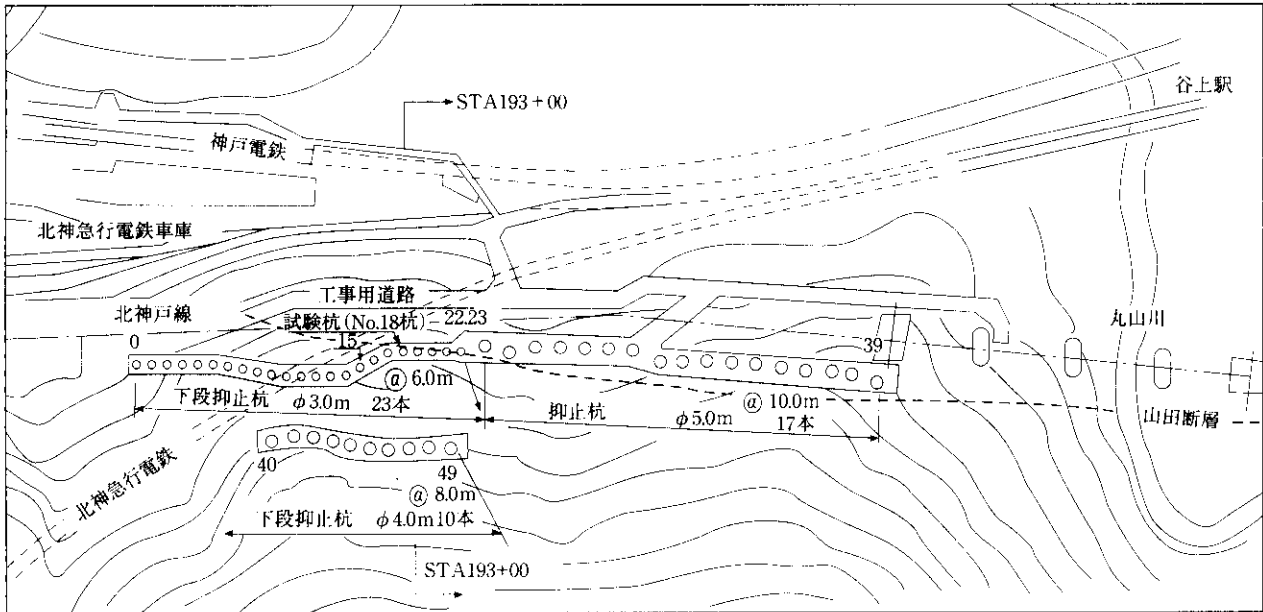 STA193+00
谷上駅
神戸電鉄
北神急行電鉄車庫
工事用道路
北神戸線
試験杭(No.18杭)
22.23
丸山川
0
15
39
@ 6.0m
下段抑止杭 φ3.0m 23本
抑止杭 φ5.0m @ 10.0m 17本
山田断層
北神急行電鉄
40
49
@ 8.0m
下段抑止杭 φ4.0m10本
STA193+00